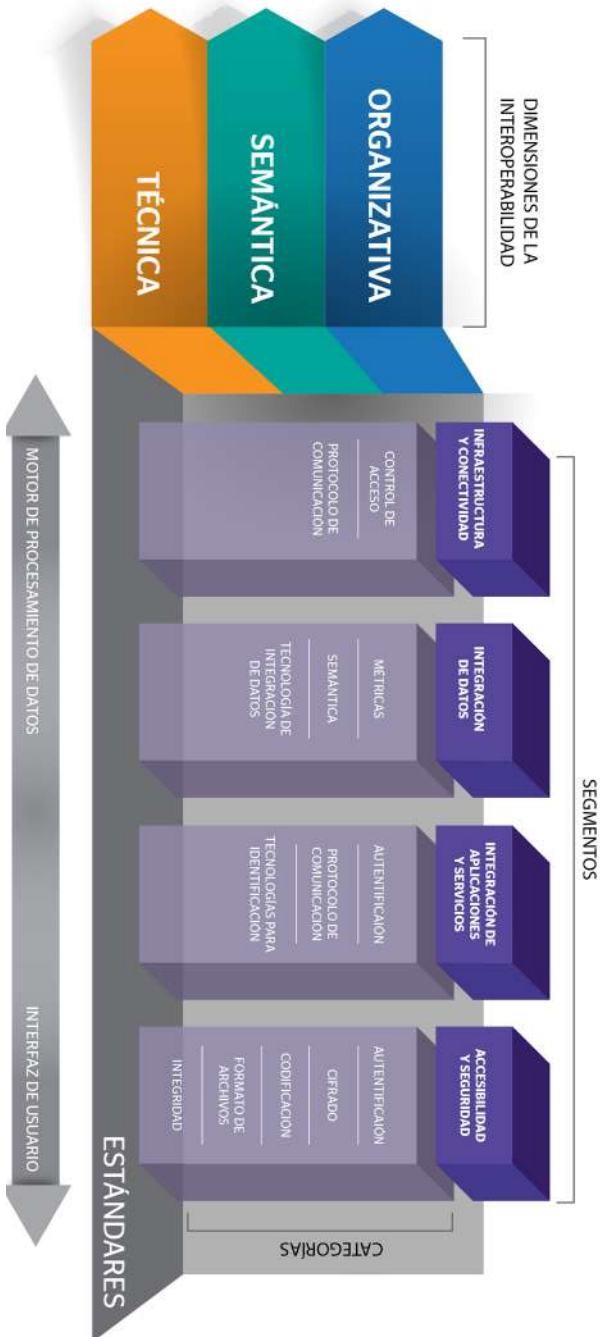 DIMENSIONES DE LA
INTEROPERABILIDAD
ORGANIZATIVA
SEMÁNTICA
TÉCNICA
SEGMENTOS
INFRAESTRUCTURA
Y CONECTIVIDAD
CONTROL DE
ACCESO
PROTOCOLO DE
COMUNICACIÓN
INTEGRACIÓN
DE DATOS
MÉTRICAS
SEMÁNTICA
TECNOLOGÍA DE
INTEGRACIÓN
DE DATOS
INTEGRACIÓN DE
APLICACIONES
Y SERVICIOS
AUTENTIFICAIÓN
PROTOCOLO DE
COMUNICACIÓN
TECNOLOGÍAS PARA
IDENTIFICACIÓN
ACCESIBILIDAD
Y SEGURIDAD
AUTENTIFICAIÓN
CIFRADO
CODIFICACIÓN
FORMATO DE
ARCHIVOS
INTEGRIDAD
CATEGORÍAS
ESTÁNDARES
MOTOR DE PROCESAMIENTO DE DATOS
INTERFAZ DE USUARIO